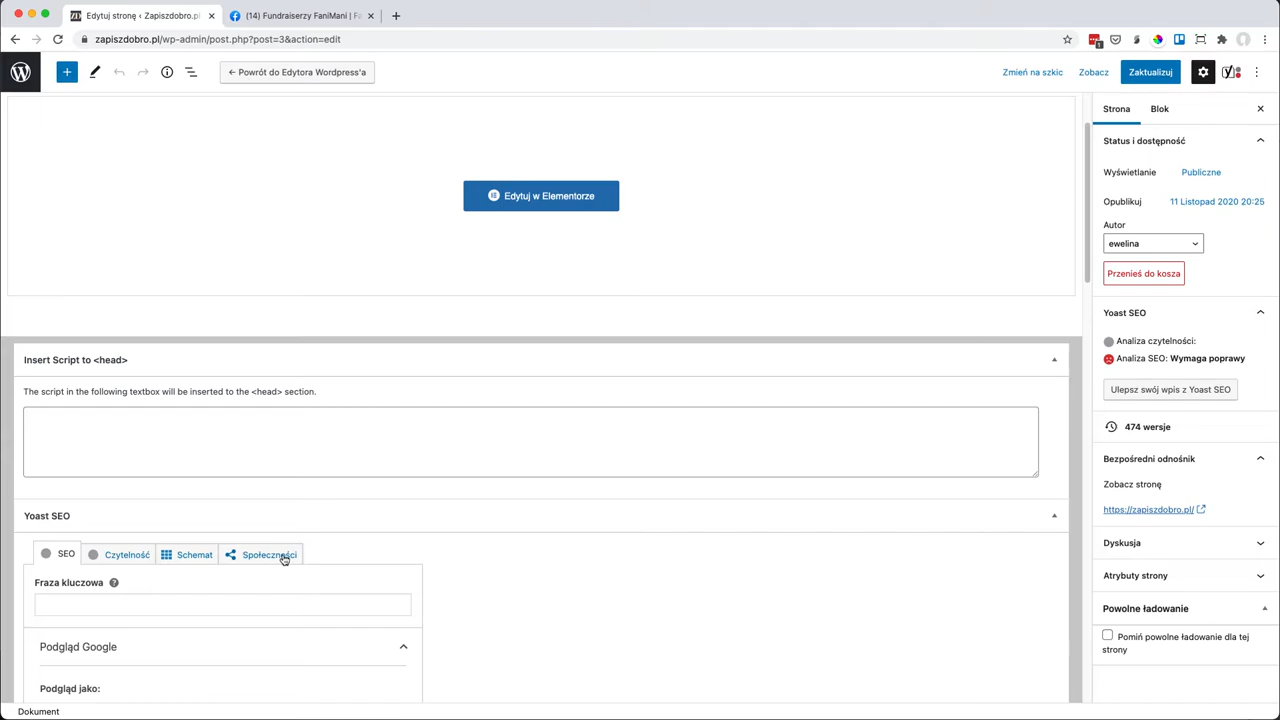 Edytuj stronę ‹ Zapiszdobro.pl
(14) Fundraiserzy FaniMani | Fa
zapiszdobro.pl/wp-admin/post.php?post=3&action=edit
← Powrót do Edytora Wordpress'a
Zmień na szkic
Zobacz
Zaktualizuj
Edytuj w Elementorze
Insert Script to <head>
The script in the following textbox will be inserted to the <head> section.
Yoast SEO
SEO
Czytelność
Schemat
Społeczności
Fraza kluczowa
Podgląd Google
Podgląd jako:
Dokument
Strona
Blok
Status i dostępność
Wyświetlanie
Publiczne
Opublikuj
11 Listopad 2020 20:25
Autor
ewelina
Przenieś do kosza
Yoast SEO
Analiza czytelności:
Analiza SEO: Wymaga poprawy
Ulepsz swój wpis z Yoast SEO
474 wersje
Bezpośredni odnośnik
Zobacz stronę
https://zapiszdobro.pl/
Dyskusja
Atrybuty strony
Powolne ładowanie
Pomiń powolne ładowanie dla tej
strony